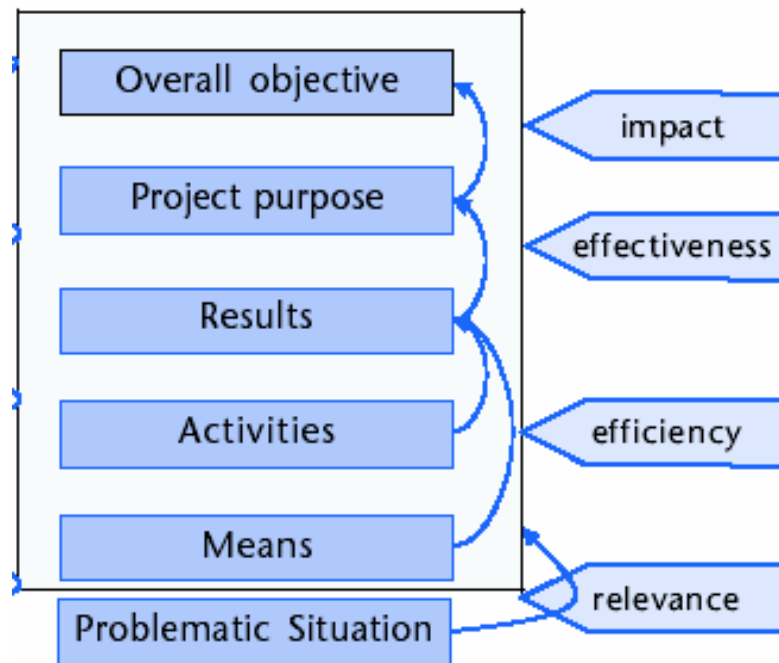 Overall objective
impact
Project purpose
effectiveness
Results
Activities
efficiency
Means
relevance
Problematic Situation